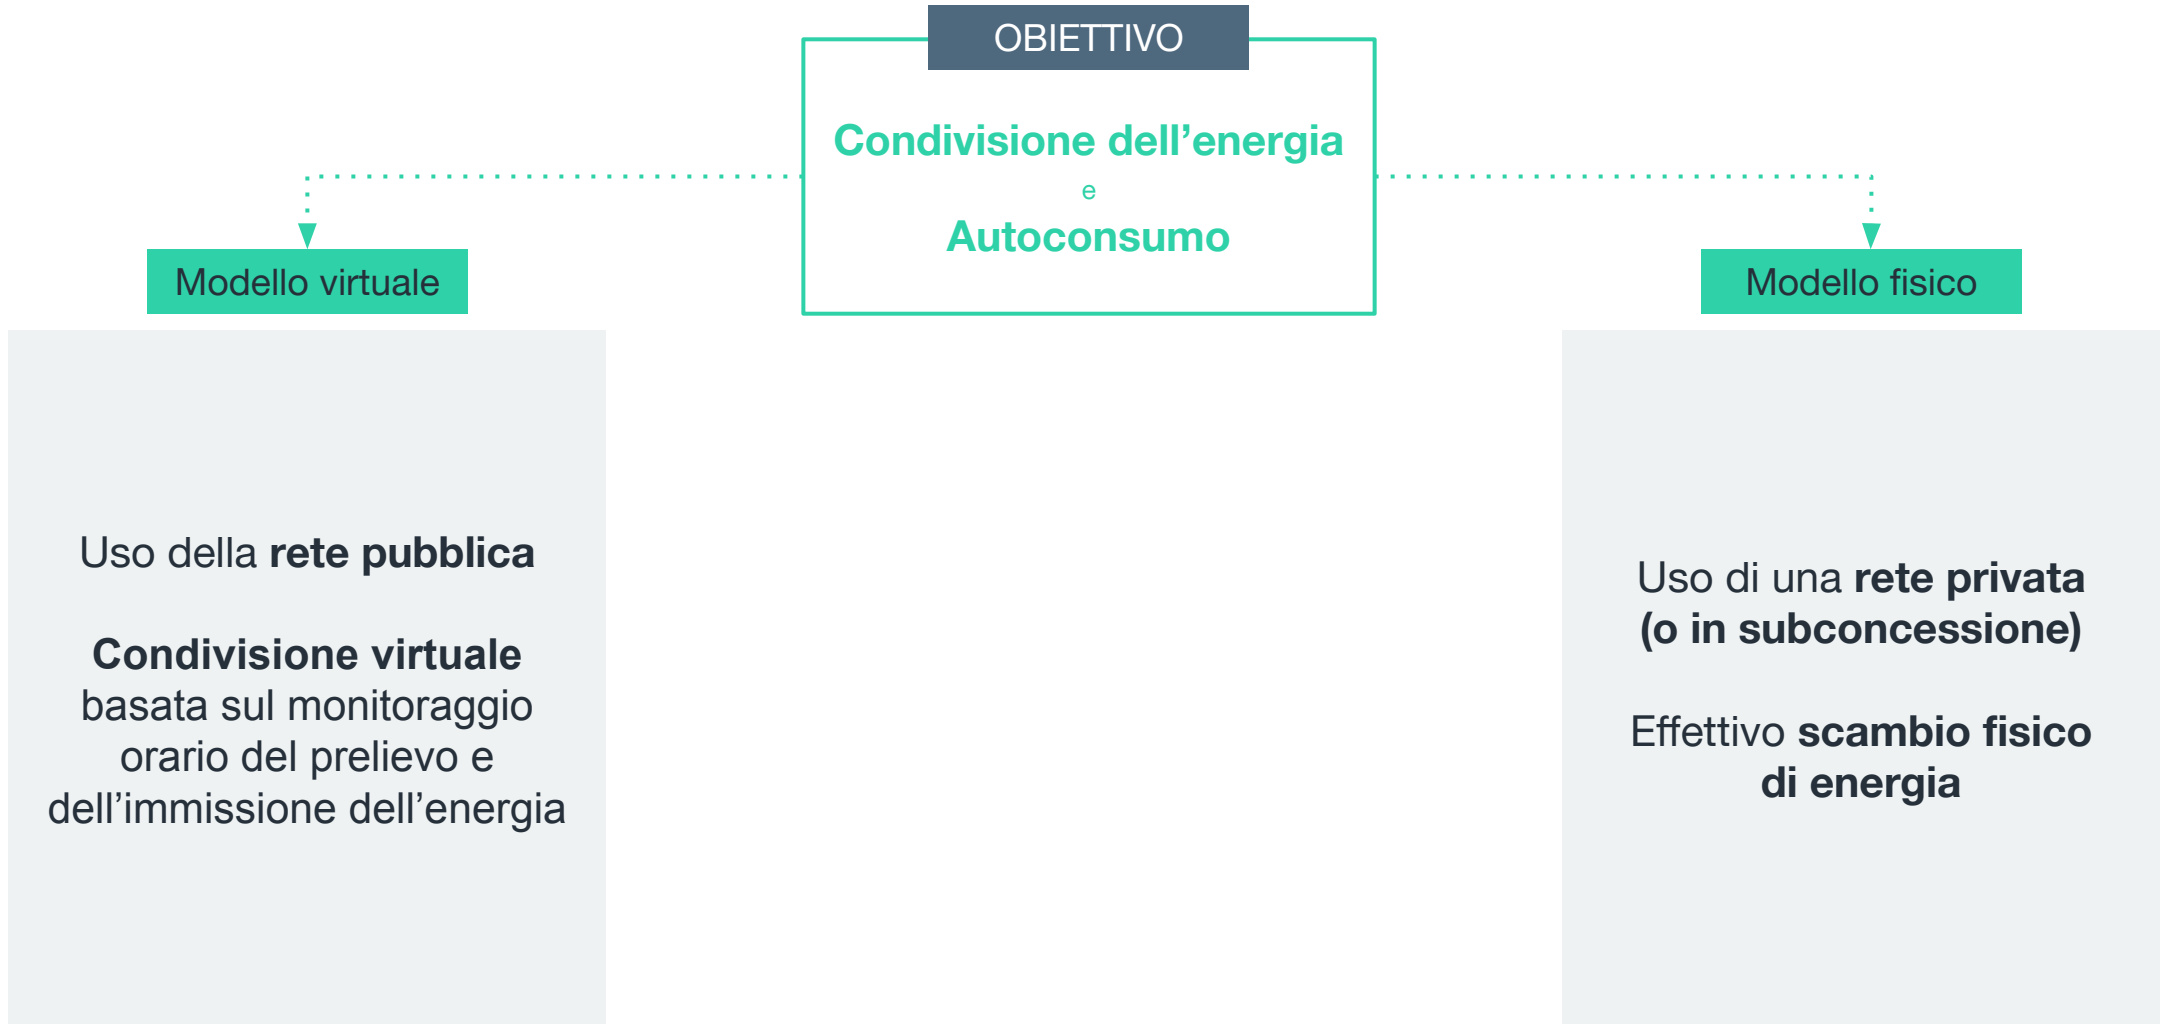 OBIETTIVO
Condivisione dell’energia
e
Autoconsumo
Modello virtuale
Uso della rete pubblica
Condivisione virtuale
basata sul monitoraggio
orario del prelievo e
dell’immissione dell’energia
Modello fisico
Uso di una rete privata
(o in subconcessione)
Effettivo scambio fisico
di energia